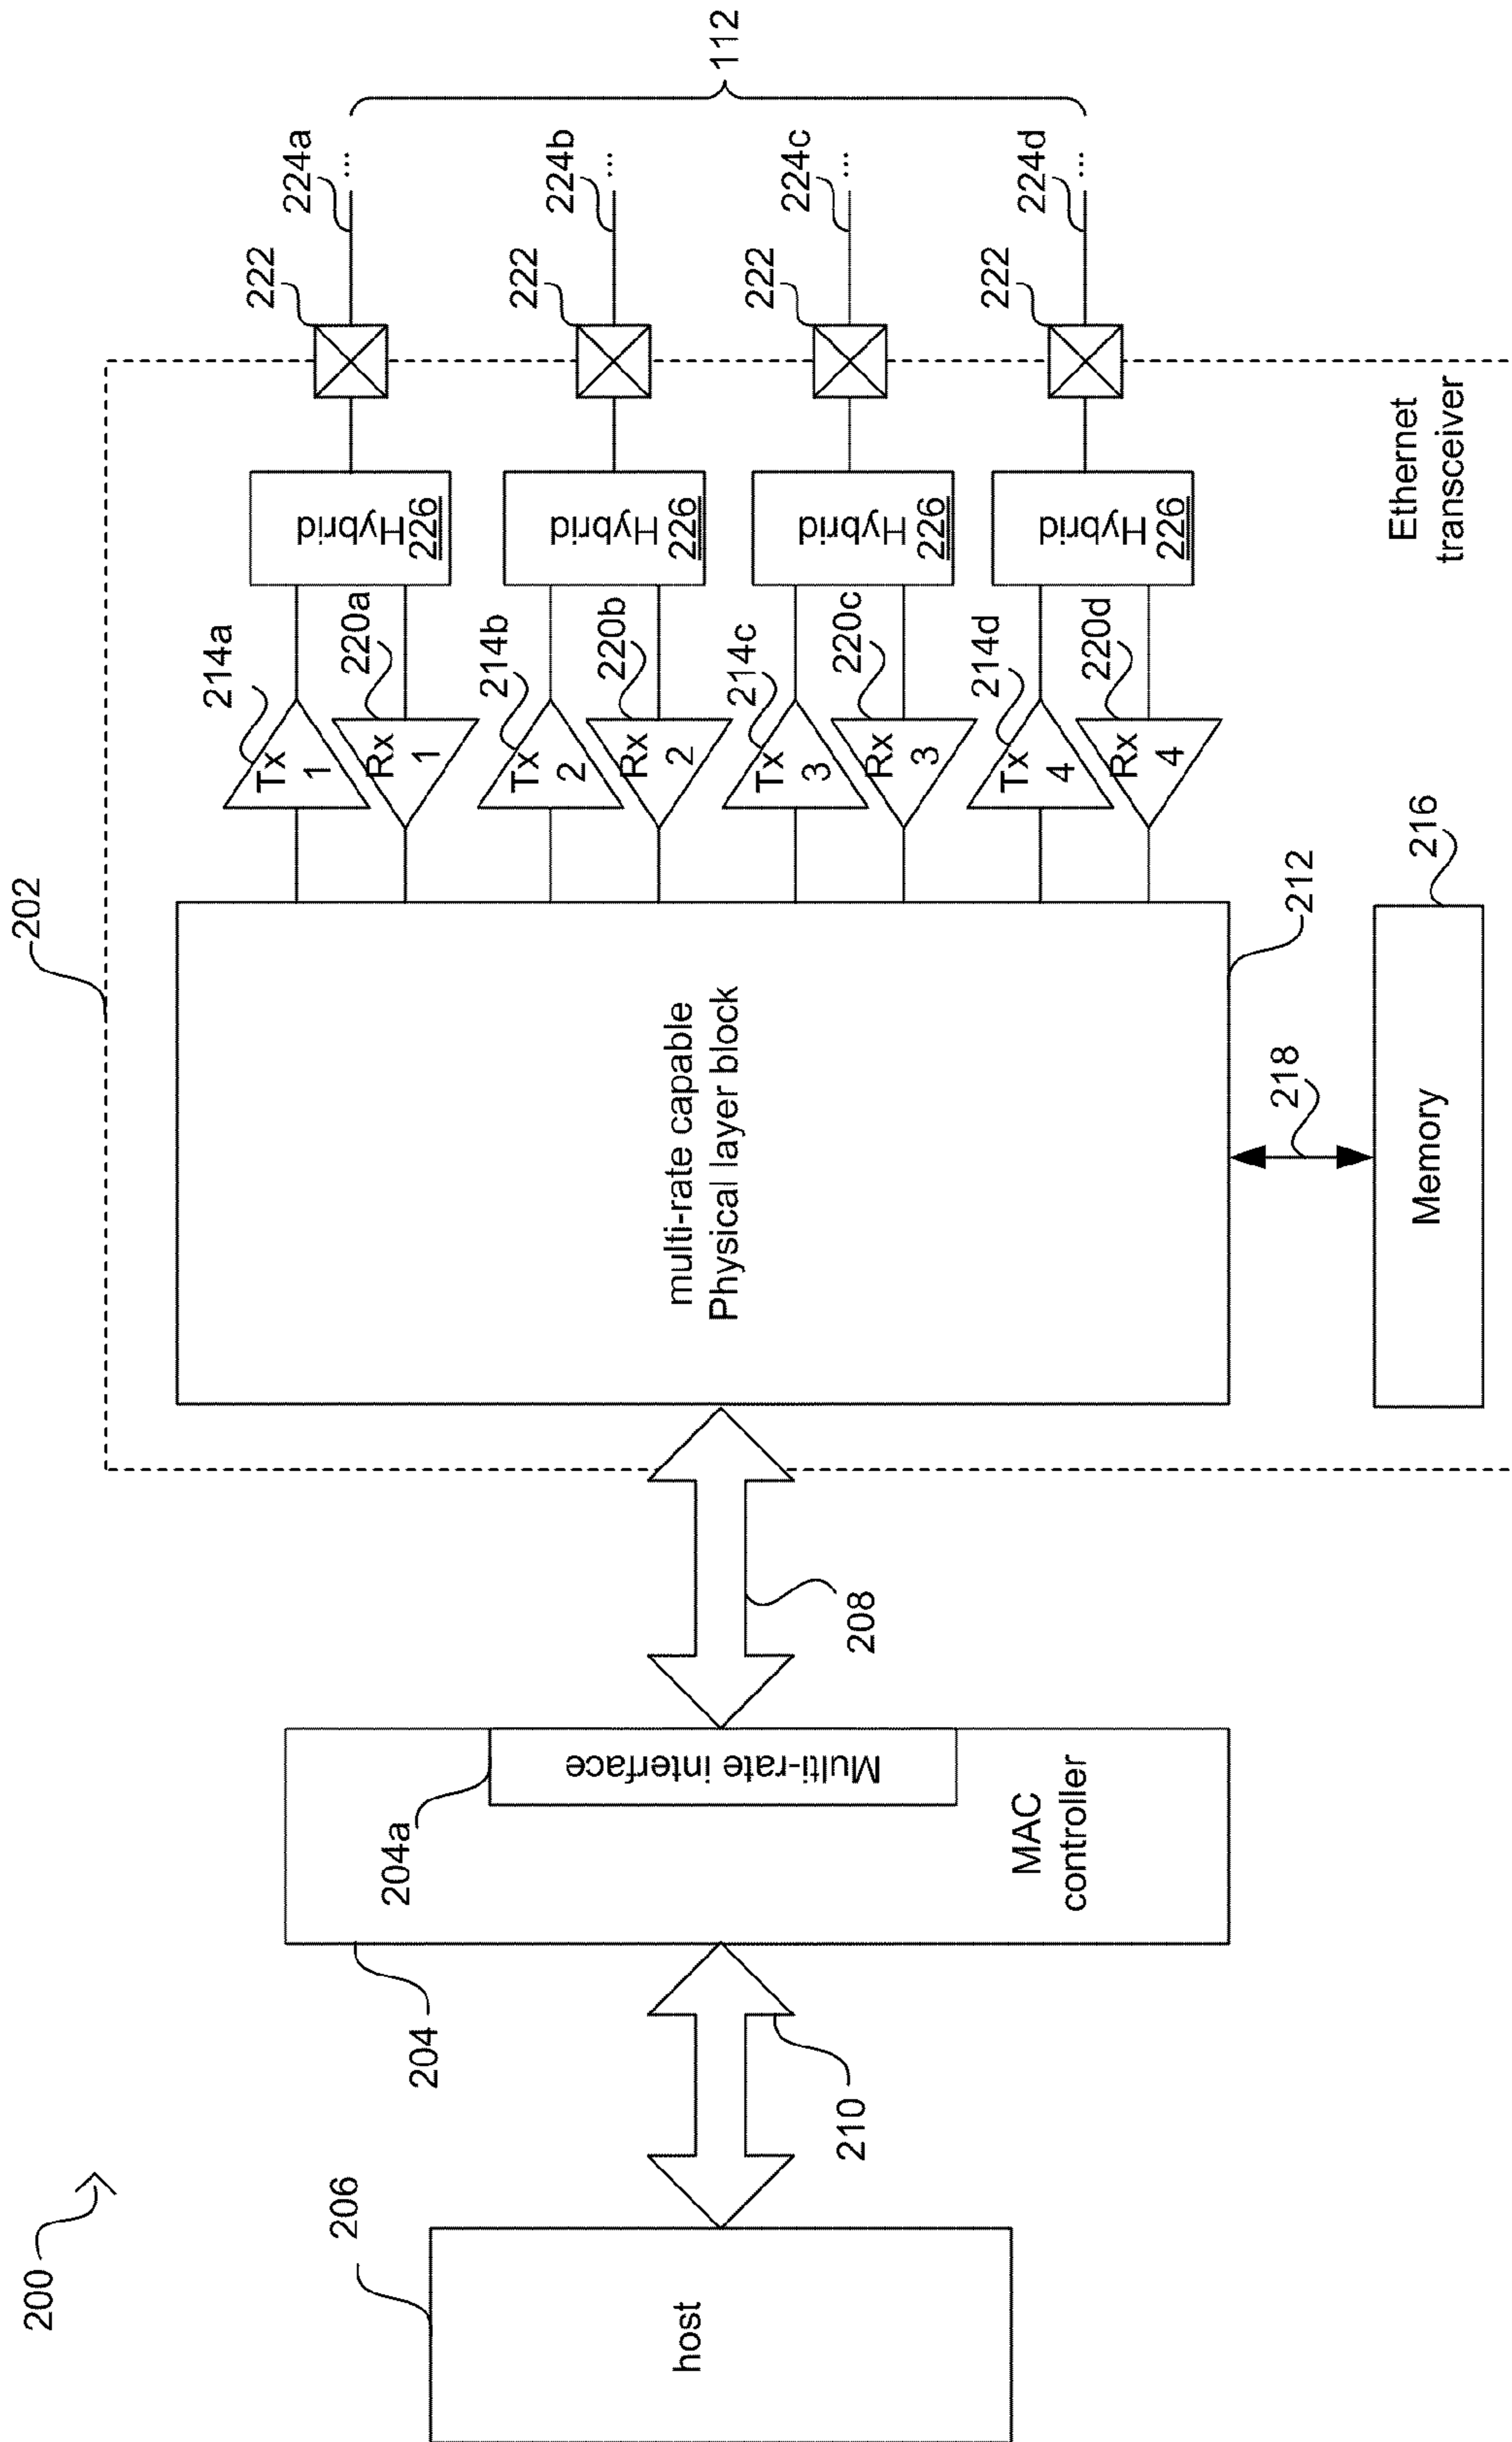 200
206
host
210
204
204a
Multi-rate interface
MAC
controller
208
202
multi-rate capable
Physical layer block
212
218
216
Memory
214a
Tx
1
220a
Rx
1
214b
Tx
2
220b
Rx
2
214c
Tx
3
220c
Rx
3
214d
Tx
4
220d
Rx
4
Hybrid
226
Hybrid
226
Hybrid
226
Hybrid
226
Ethernet
transceiver
222
222
222
222
224a
...
224b
...
224c
...
224d
...
112